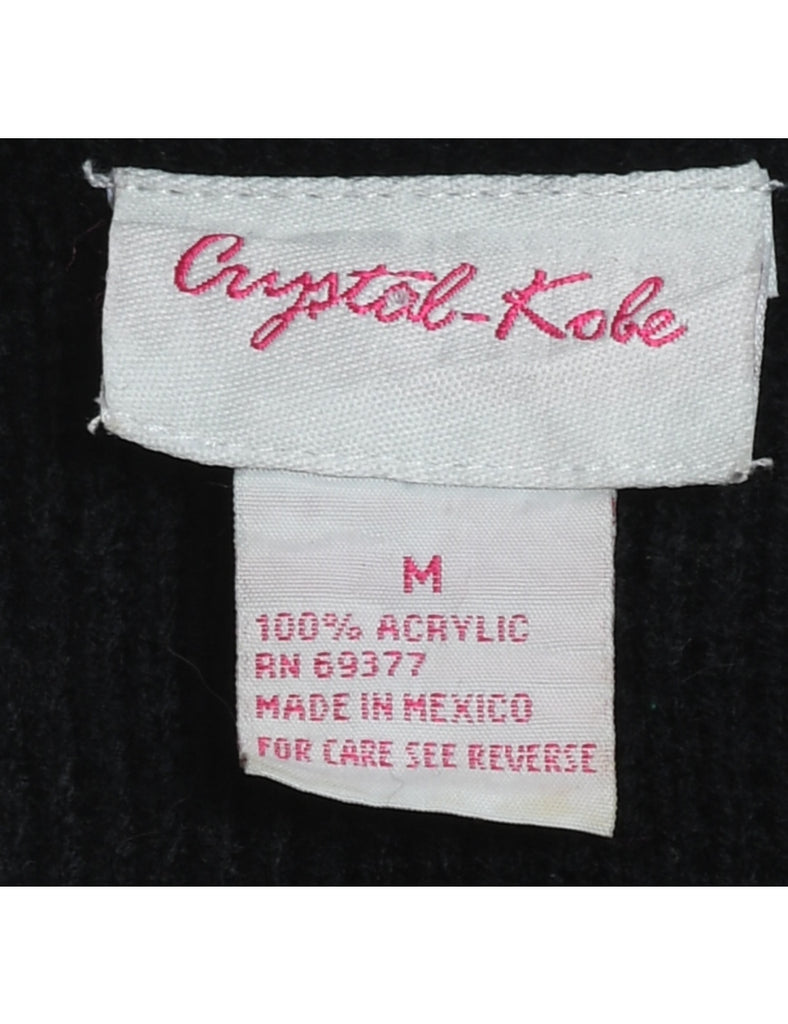 Crystal-Kobe
M
100% ACRYLIC
RN 69377
MADE IN MEXICO
FOR CARE SEE REVERSE